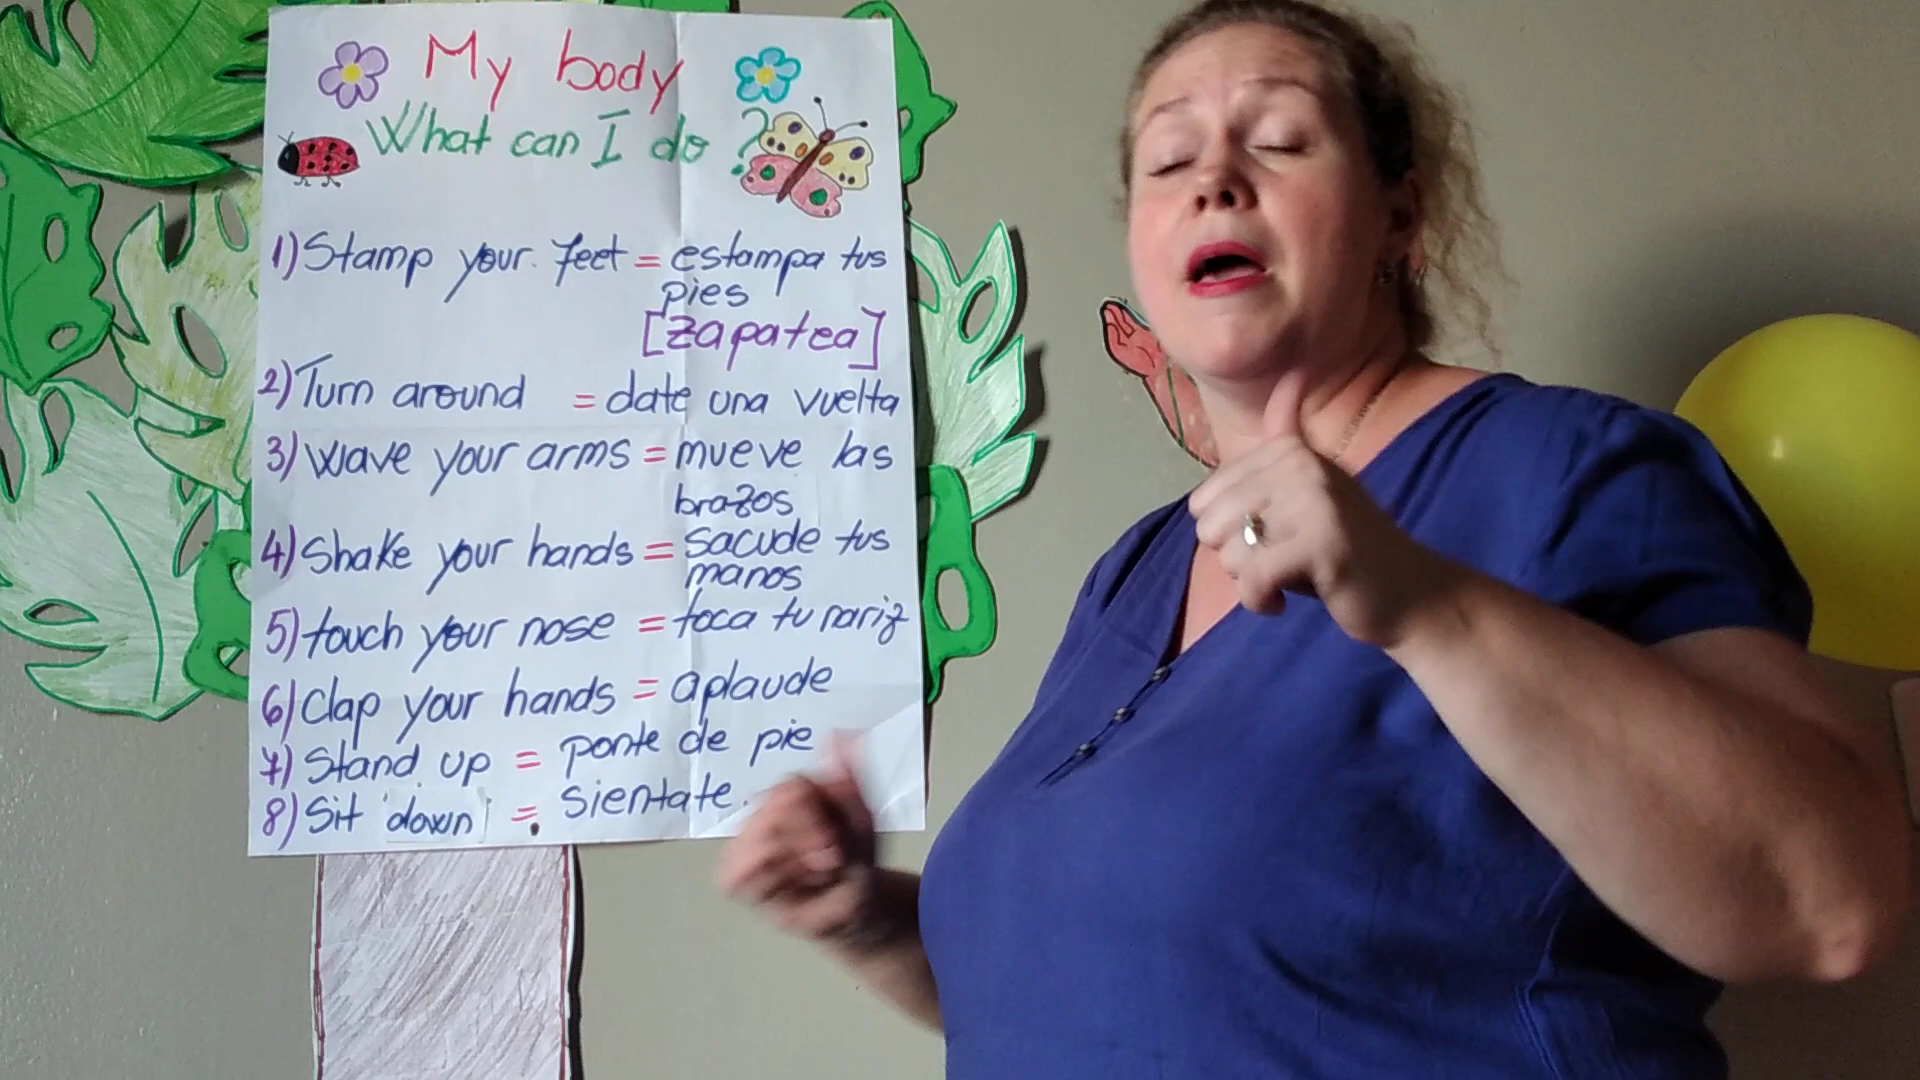 My body
What can I do?
1) Stamp your feet = estampa tus
pies
[zapatea]
2) Turn around = date una vuelta
3) Wave your arms = mueve las
brazos
4) Shake your hands = sacude tus
manos
5) touch your nose = toca tu nariz
6) Clap your hands = aplaude
7) Stand up = ponte de pie
8) Sit down = sientate.